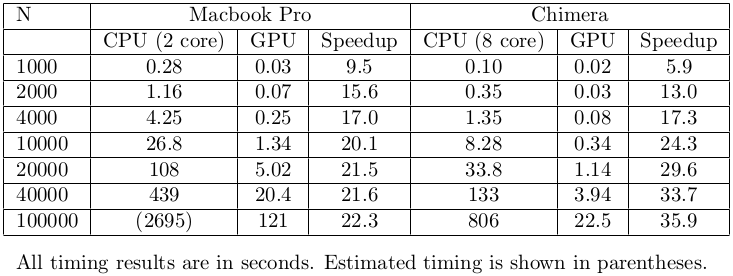 N Macbook Pro Chimera
CPU (2 core) GPU Speedup CPU (8 core) GPU Speedup
1000 0.28 0.03 9.5 0.10 0.02 5.9
2000 1.16 0.07 15.6 0.35 0.03 13.0
4000 4.25 0.25 17.0 1.35 0.08 17.3
10000 26.8 1.34 20.1 8.28 0.34 24.3
20000 108 5.02 21.5 33.8 1.14 29.6
40000 439 20.4 21.6 133 3.94 33.7
100000 (2695) 121 22.3 806 22.5 35.9
All timing results are in seconds. Estimated timing is shown in parentheses.